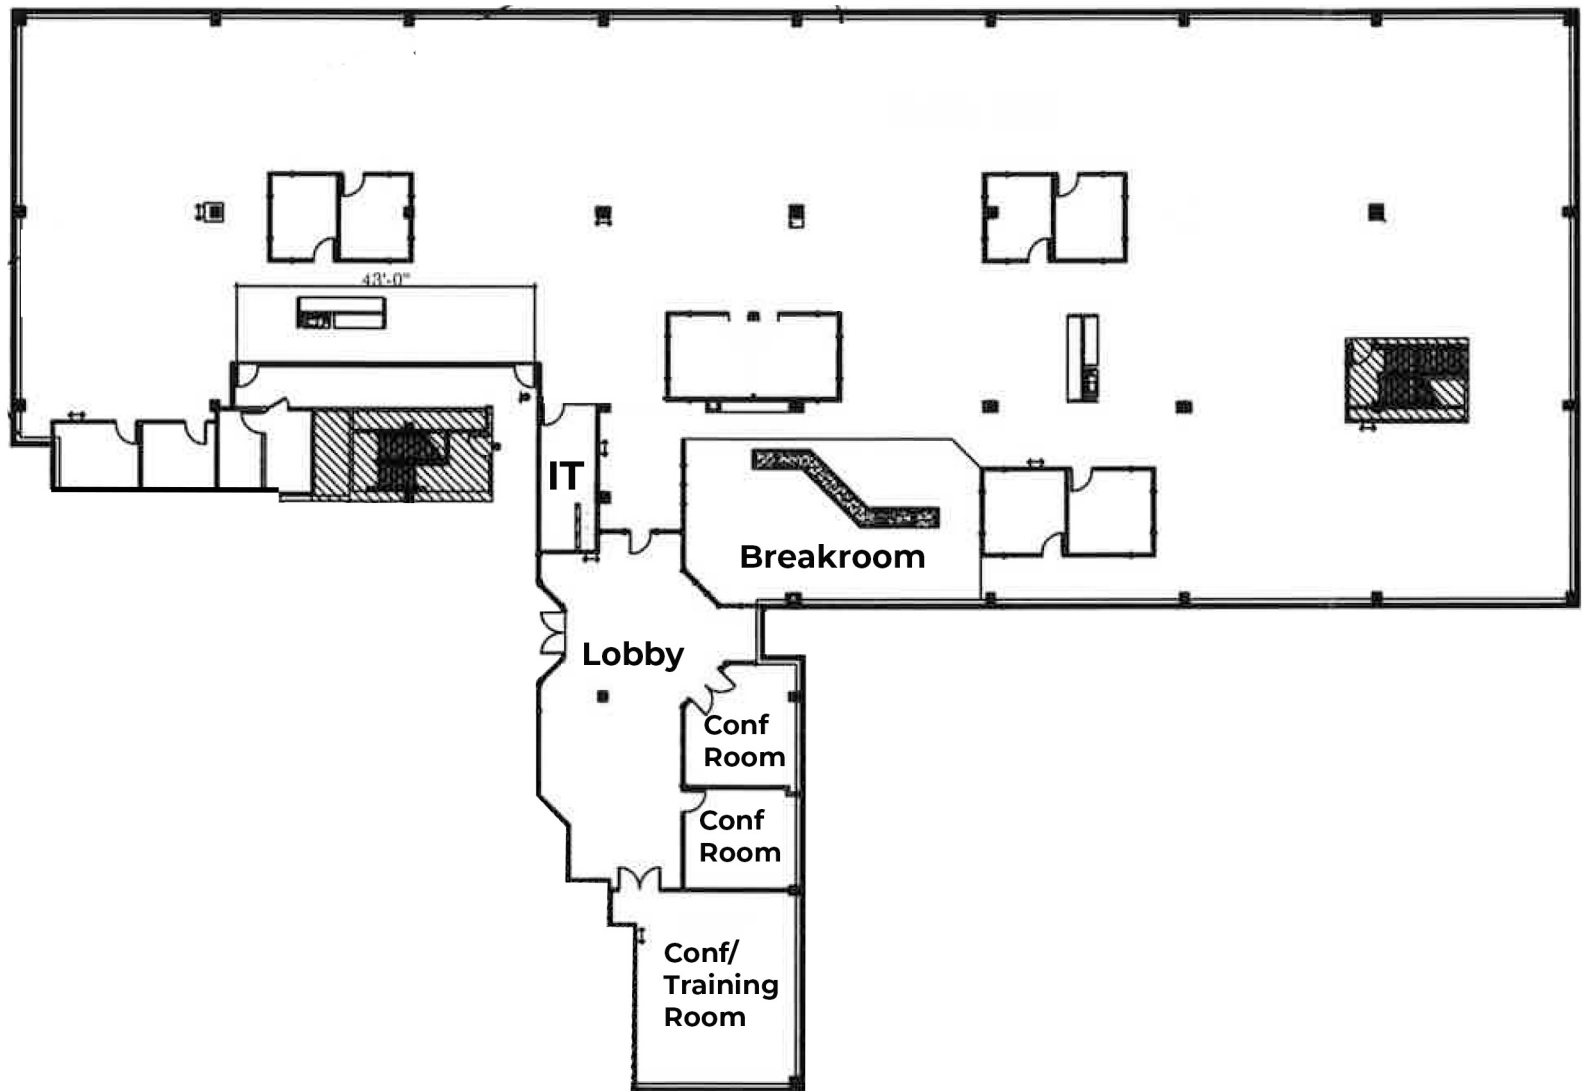 43'-0"
IT
Breakroom
Lobby
Conf
Room
Conf
Room
Conf/
Training
Room